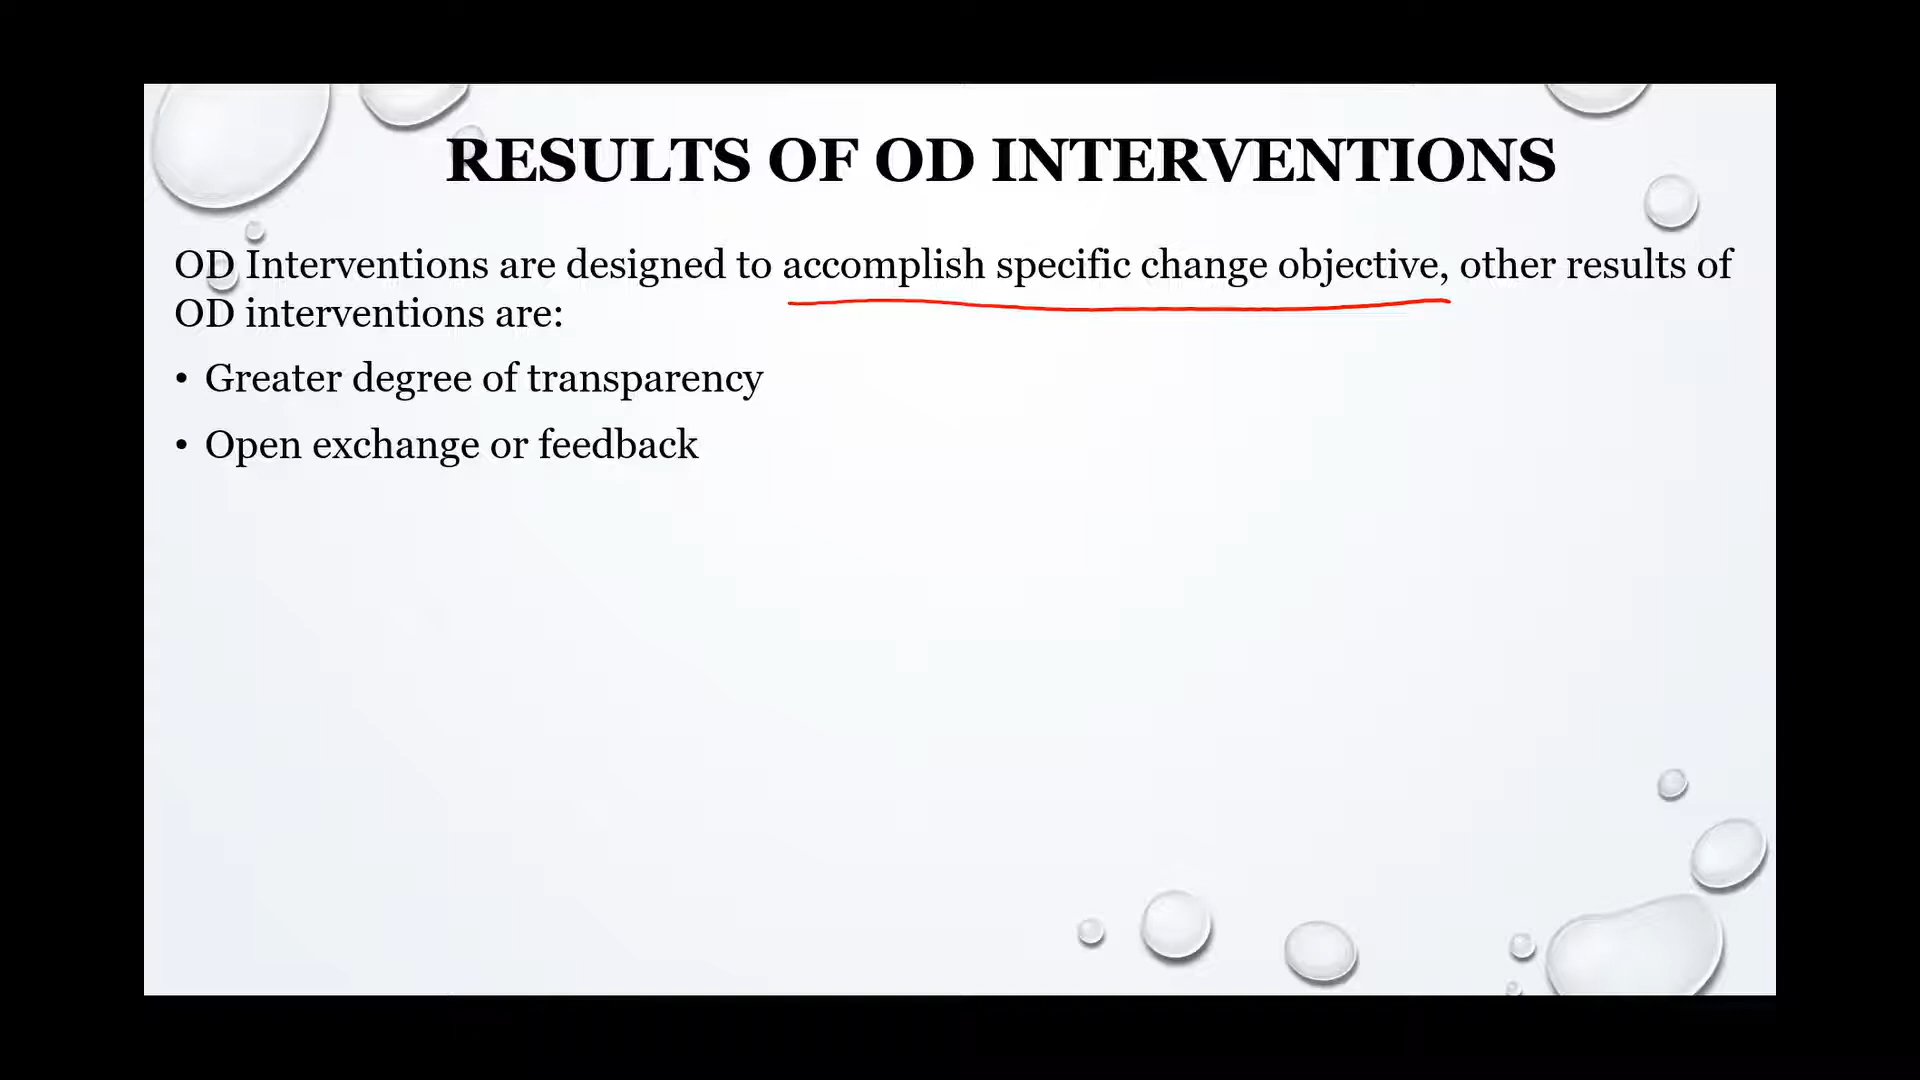 RESULTS OF OD INTERVENTIONS
OD Interventions are designed to accomplish specific change objective, other results of
OD interventions are:
• Greater degree of transparency
• Open exchange or feedback